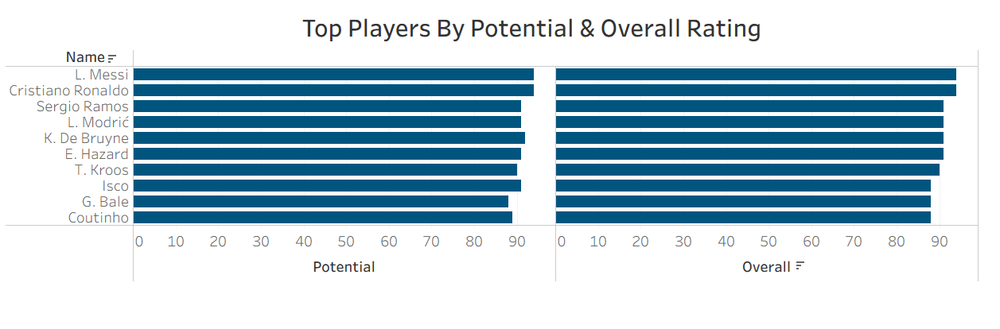 Top Players By Potential & Overall Rating
Name
L. Messi
Cristiano Ronaldo
Sergio Ramos
L. Modrić
K. De Bruyne
E. Hazard
T. Kroos
Isco
G. Bale
Coutinho
0 10 20 30 40 50 60 70 80 90 0 10 20 30 40 50 60 70 80 90
Potential Overall